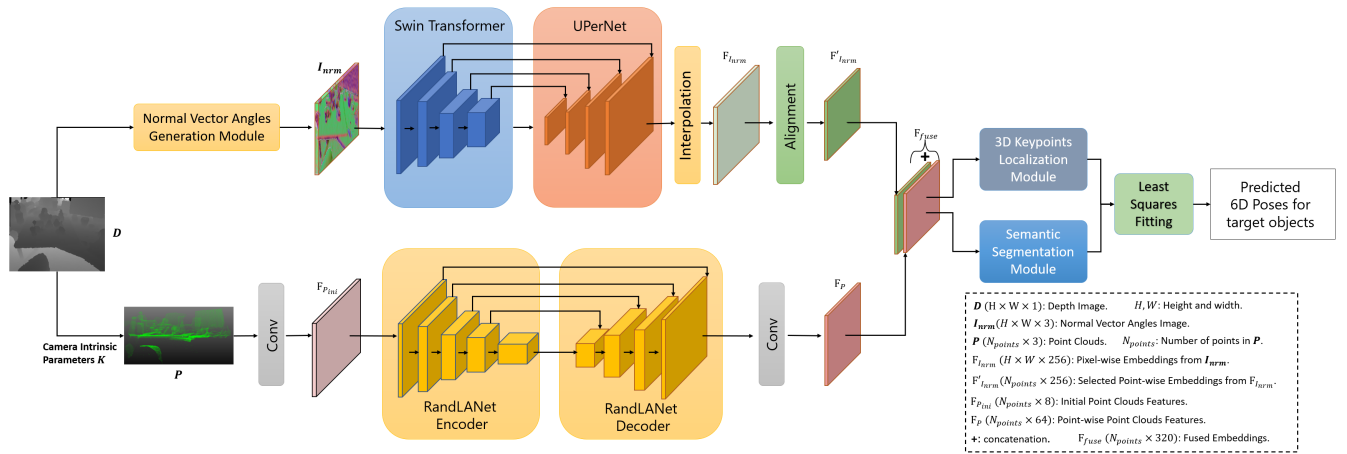 Swin Transformer
UPerNet
I_nrm
Normal Vector Angles
Generation Module
Interpolation
F_I_nrm
Alignment
F′_I_nrm
F_fuse
+
3D Keypoints
Localization
Module
Least
Squares
Fitting
Predicted
6D Poses for
target objects
Semantic
Segmentation
Module
D
Camera Intrinsic
Parameters K
P
Conv
F_P_ini
RandLANet
Encoder
RandLANet
Decoder
Conv
F_P
D (H × W × 1): Depth Image. H, W: Height and width.
I_nrm (H × W × 3): Normal Vector Angles Image.
P (N_points × 3): Point Clouds. N_points: Number of points in P.
F_I_nrm (H × W × 256): Pixel-wise Embeddings from I_nrm.
F′_I_nrm (N_points × 256): Selected Point-wise Embeddings from F_I_nrm.
F_P_ini (N_points × 8): Initial Point Clouds Features.
F_P (N_points × 64): Point-wise Point Clouds Features.
+: concatenation. F_fuse (N_points × 320): Fused Embeddings.